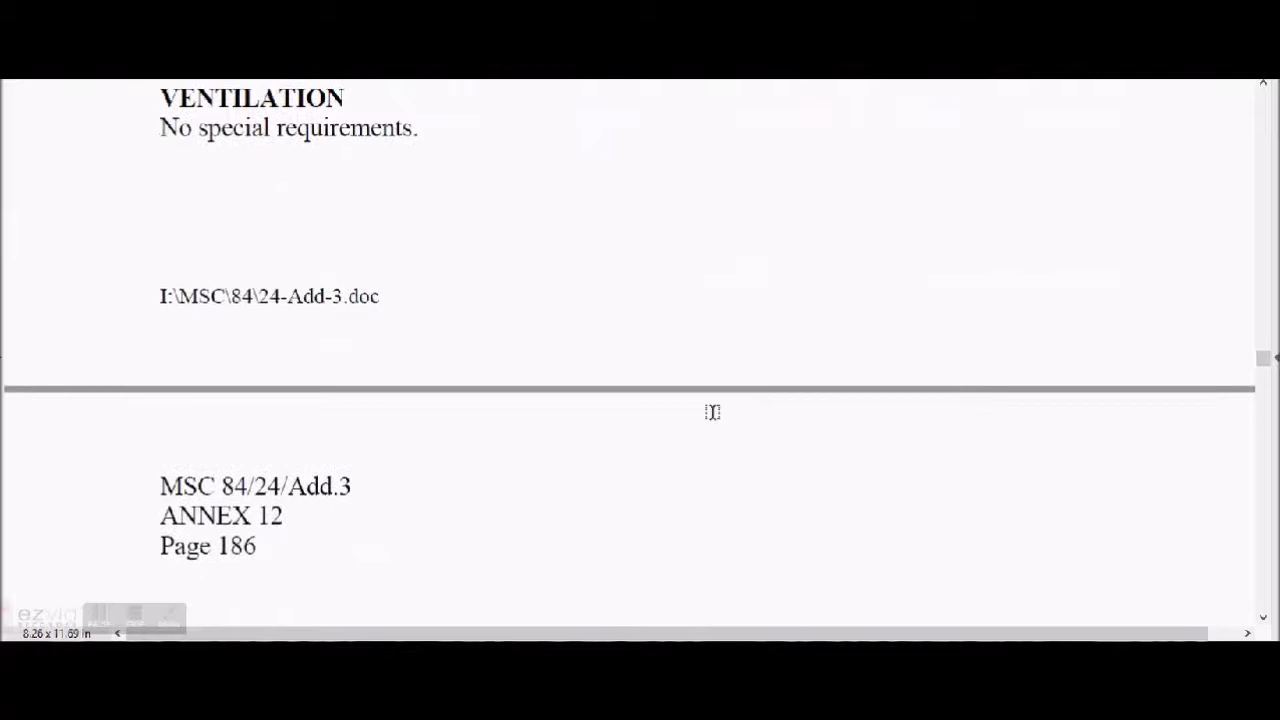 VENTILATION
No special requirements.
I:\MSC\84\24-Add-3.doc
MSC 84/24/Add.3
ANNEX 12
Page 186
ezvid
8.26 x 11.69 in